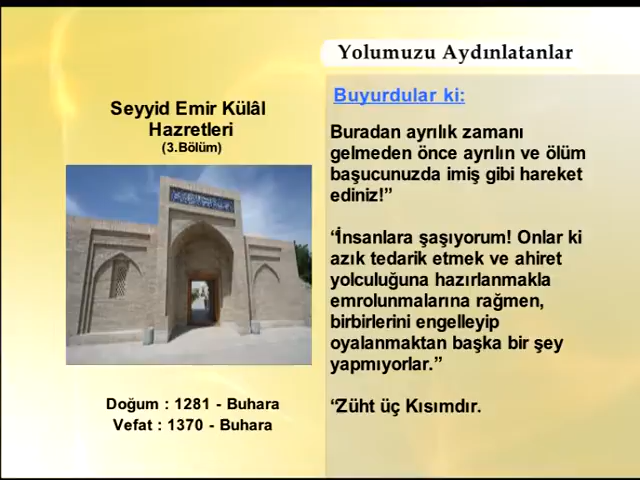 Yolumuzu Aydınlatanlar
Seyyid Emir Külâl
Hazretleri
(3.Bölüm)
Doğum : 1281 - Buhara
Vefat : 1370 - Buhara
Buyurdular ki:
Buradan ayrılık zamanı
gelmeden önce ayrılın ve ölüm
başucunuzda imiş gibi hareket
ediniz!”
“İnsanlara şaşıyorum! Onlar ki
azık tedarik etmek ve ahiret
yolculuğuna hazırlanmakla
emrolunmalarına rağmen,
birbirlerini engelleyip
oyalanmaktan başka bir şey
yapmıyorlar.”
“Züht üç Kısımdır.